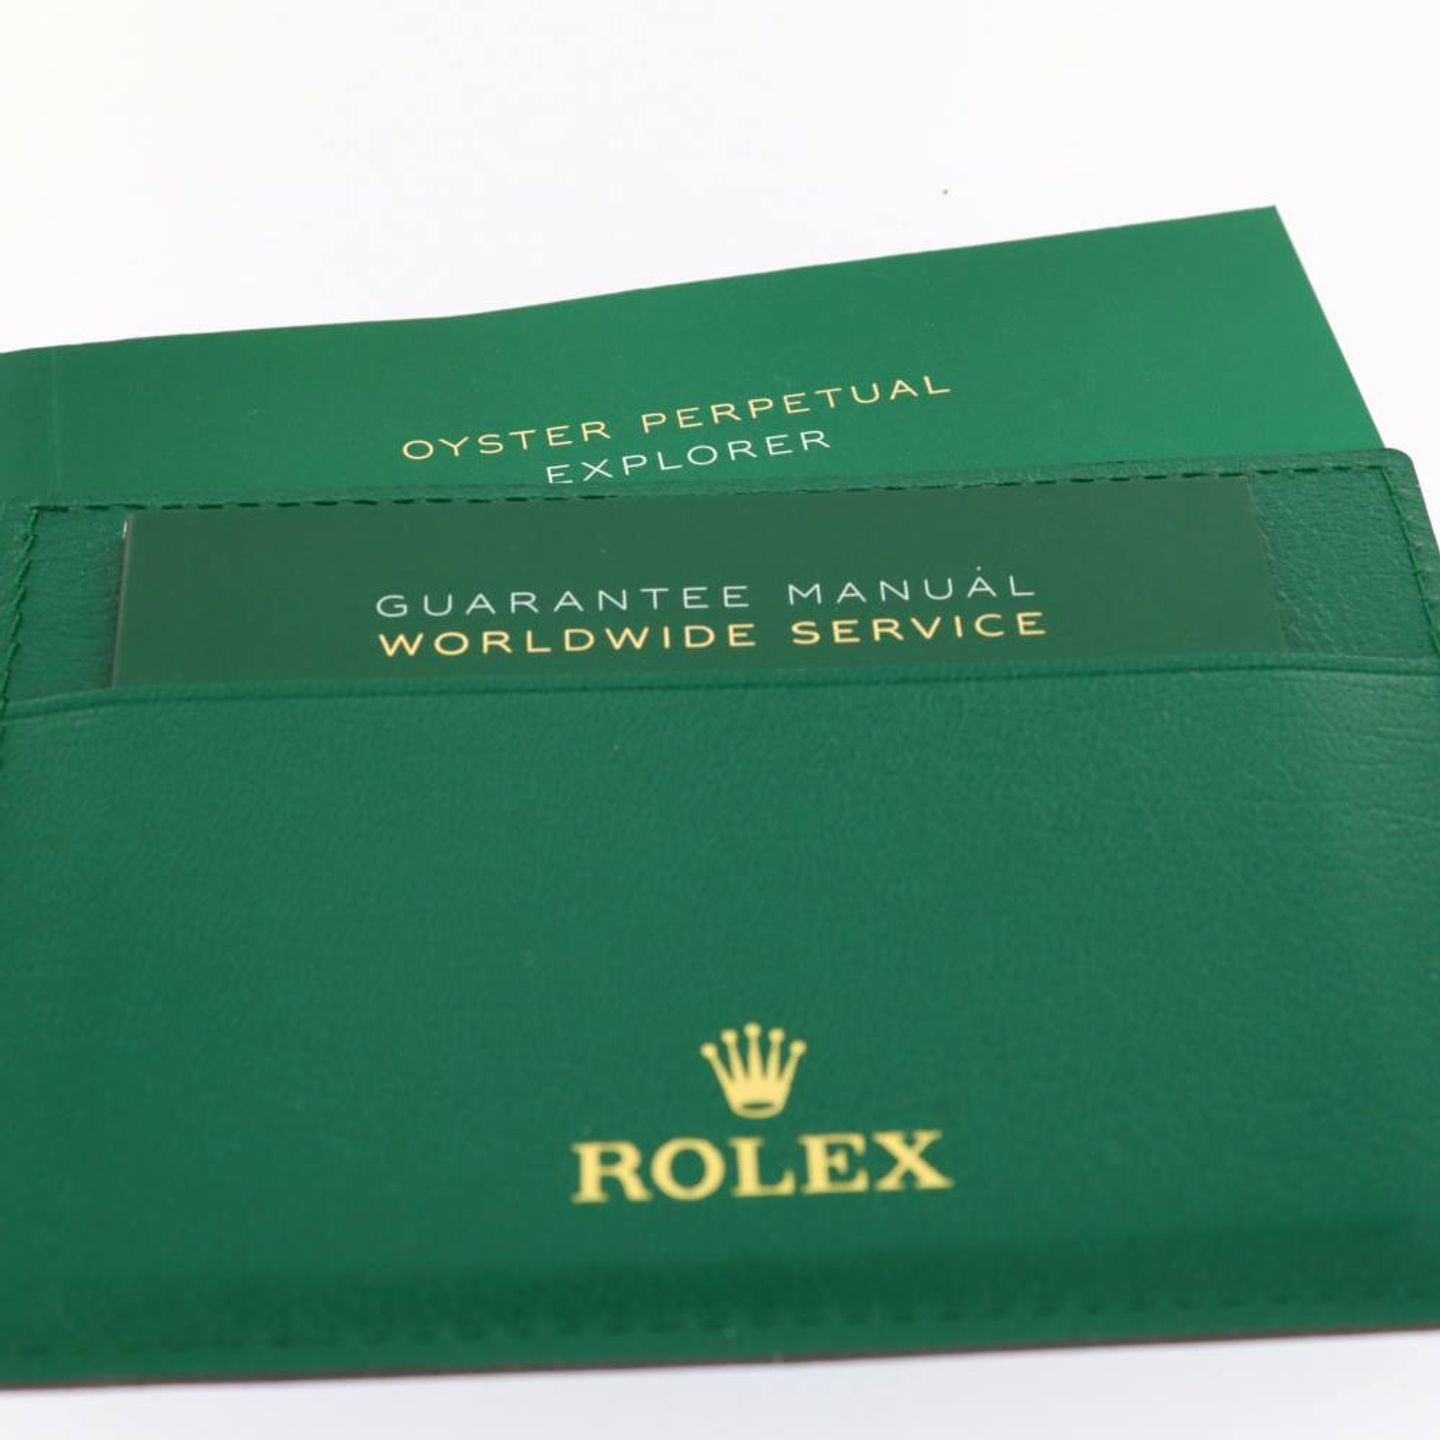 OYSTER PERPETUAL
EXPLORER
GUARANTEE MANUAL
WORLDWIDE SERVICE
ROLEX